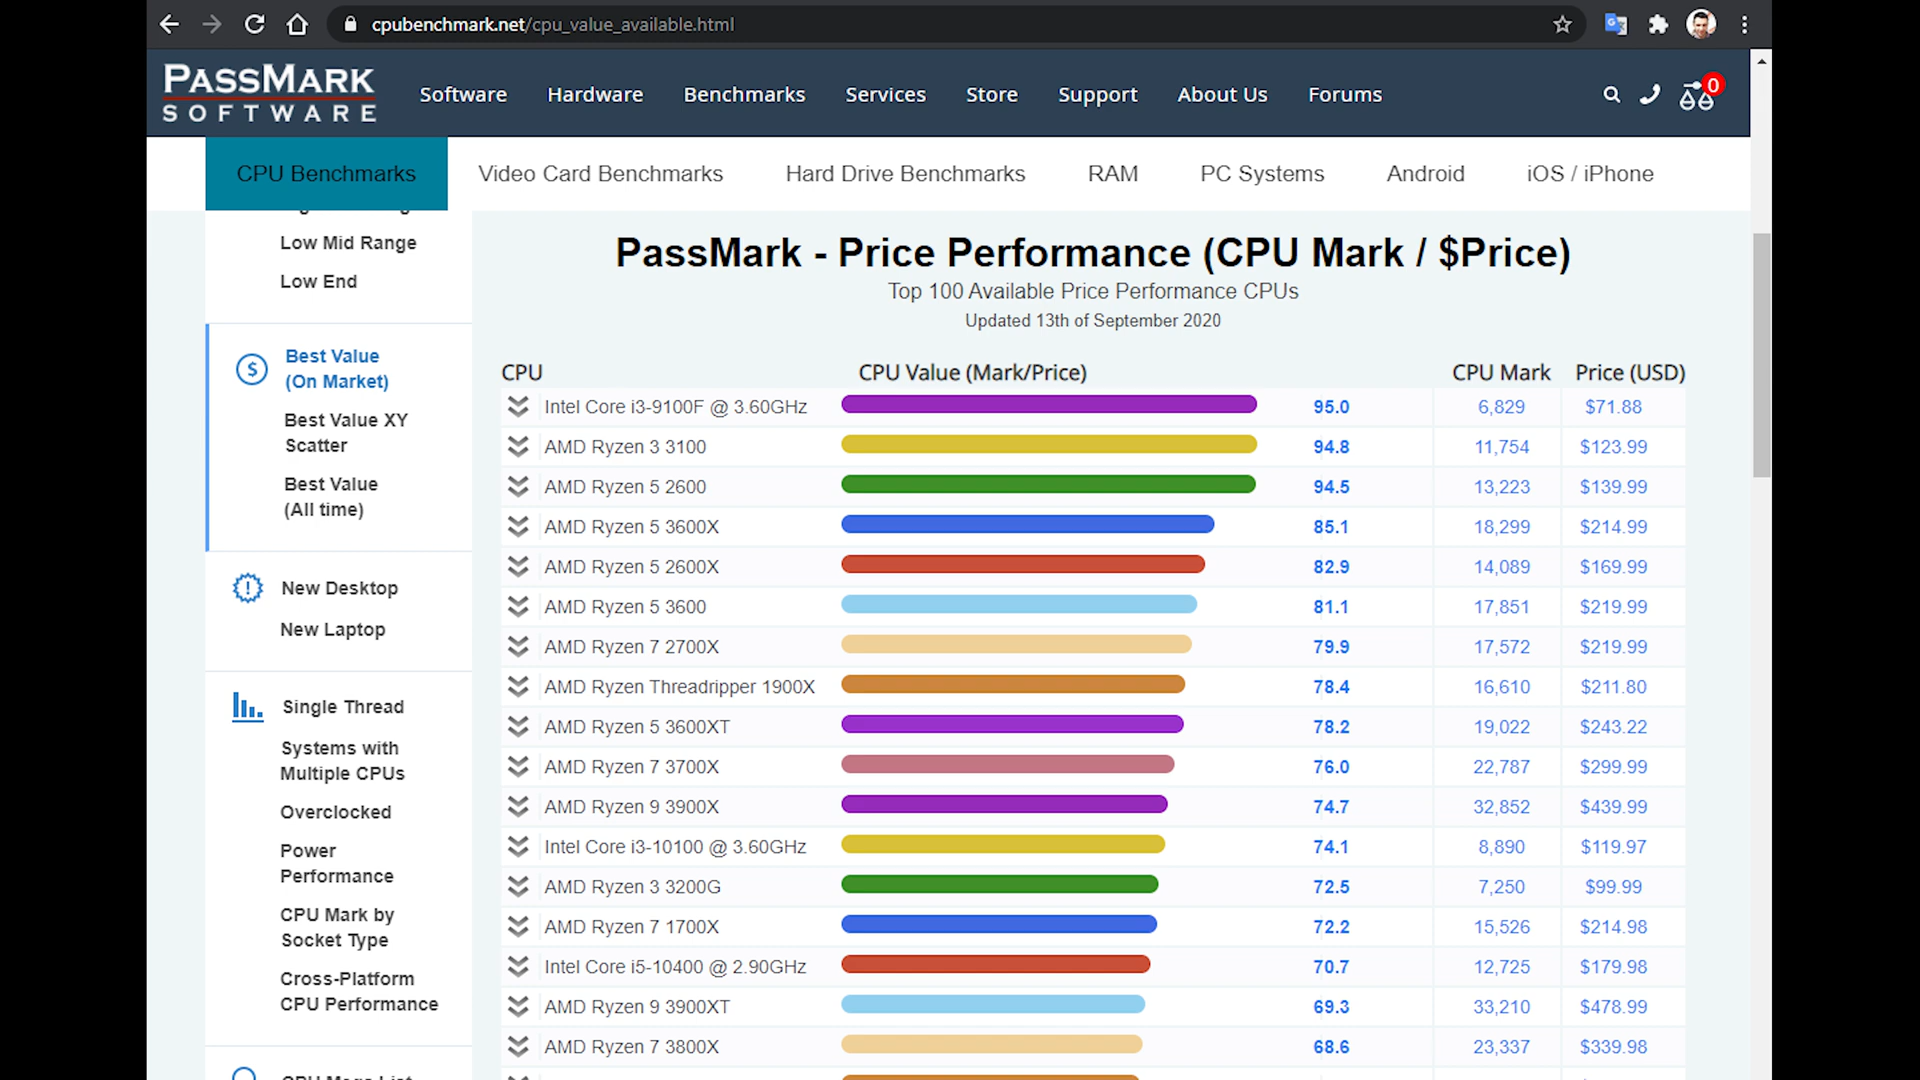 cpubenchmark.net/cpu_value_available.html
PASSMARK
SOFTWARE
Software Hardware Benchmarks Services Store Support About Us Forums
0
CPU Benchmarks Video Card Benchmarks Hard Drive Benchmarks RAM PC Systems Android iOS / iPhone
Low Mid Range
Low End
$
Best Value
(On Market)
Best Value XY
Scatter
Best Value
(All time)
New Desktop
New Laptop
Single Thread
Systems with
Multiple CPUs
Overclocked
Power
Performance
CPU Mark by
Socket Type
Cross-Platform
CPU Performance
PassMark - Price Performance (CPU Mark / $Price)
Top 100 Available Price Performance CPUs
Updated 13th of September 2020
CPU CPU Value (Mark/Price) CPU Mark Price (USD)
Intel Core i3-9100F @ 3.60GHz 95.0 6,829 $71.88
AMD Ryzen 3 3100 94.8 11,754 $123.99
AMD Ryzen 5 2600 94.5 13,223 $139.99
AMD Ryzen 5 3600X 85.1 18,299 $214.99
AMD Ryzen 5 2600X 82.9 14,089 $169.99
AMD Ryzen 5 3600 81.1 17,851 $219.99
AMD Ryzen 7 2700X 79.9 17,572 $219.99
AMD Ryzen Threadripper 1900X 78.4 16,610 $211.80
AMD Ryzen 5 3600XT 78.2 19,022 $243.22
AMD Ryzen 7 3700X 76.0 22,787 $299.99
AMD Ryzen 9 3900X 74.7 32,852 $439.99
Intel Core i3-10100 @ 3.60GHz 74.1 8,890 $119.97
AMD Ryzen 3 3200G 72.5 7,250 $99.99
AMD Ryzen 7 1700X 72.2 15,526 $214.98
Intel Core i5-10400 @ 2.90GHz 70.7 12,725 $179.98
AMD Ryzen 9 3900XT 69.3 33,210 $478.99
AMD Ryzen 7 3800X 68.6 23,337 $339.98